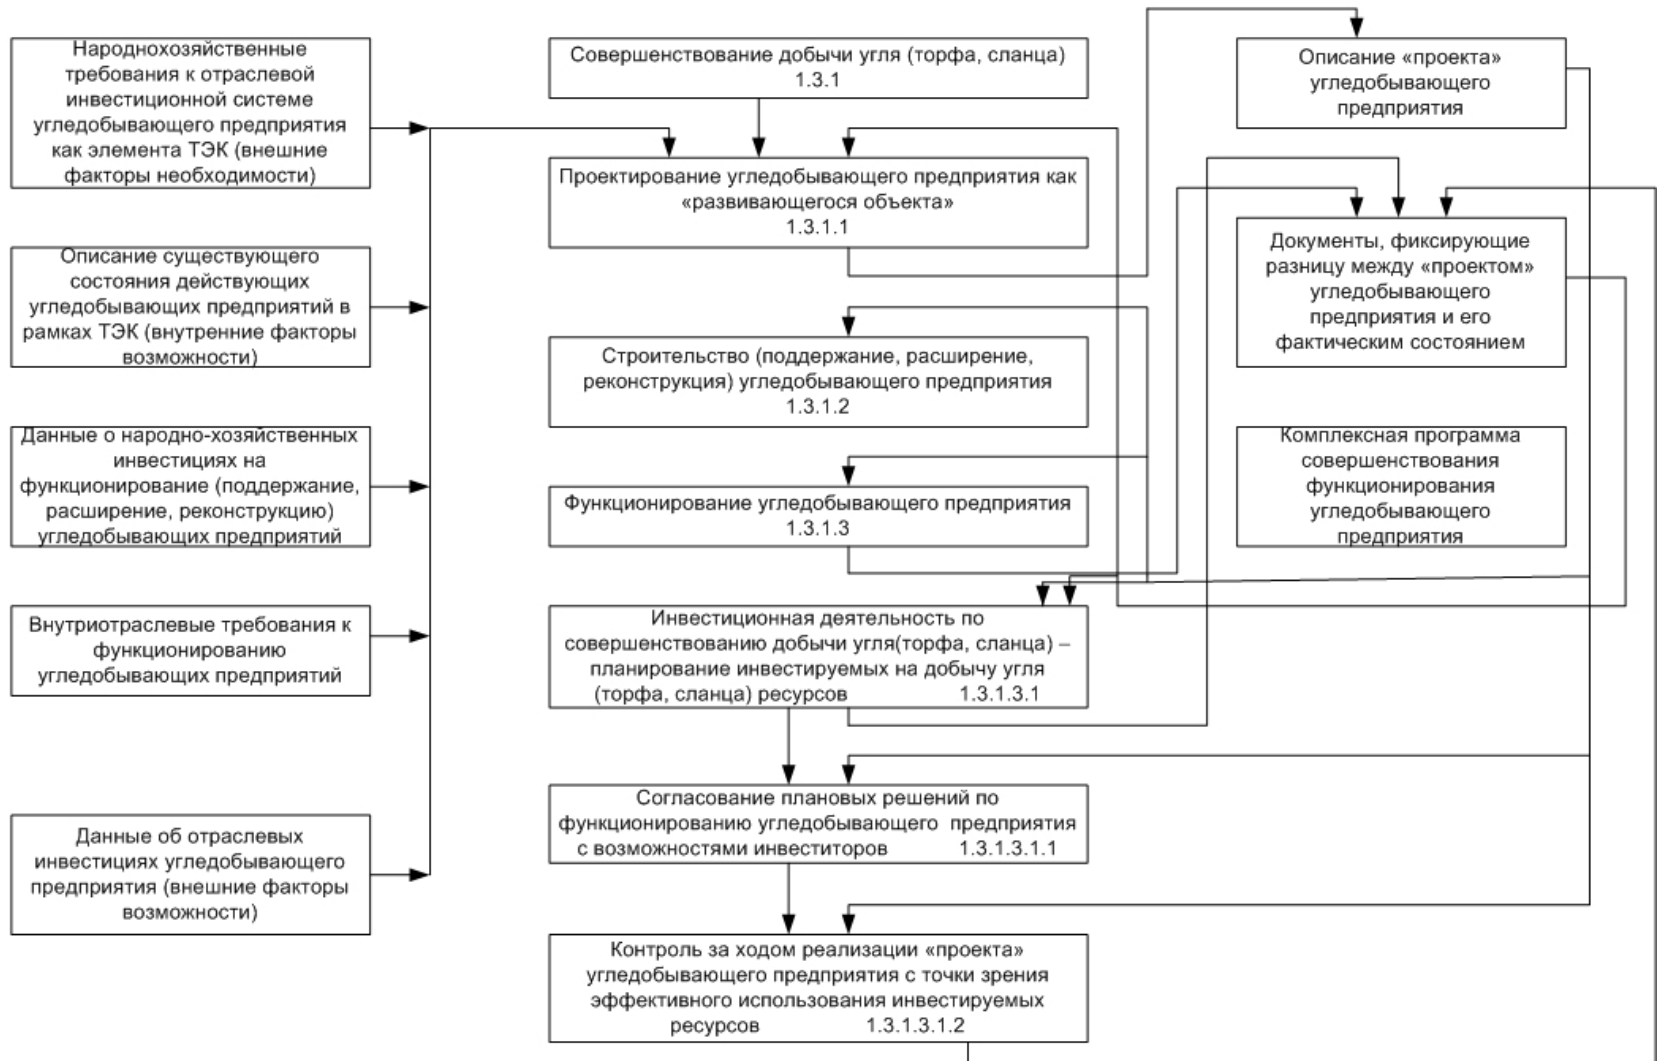 Народнохозяйственные
требования к отраслевой
инвестиционной системе
угледобывающего предприятия
как элемента ТЭК (внешние
факторы необходимости)
Описание существующего
состояния действующих
угледобывающих предприятий в
рамках ТЭК (внутренние факторы
возможности)
Данные о народно-хозяйственных
инвестициях на
функционирование (поддержание,
расширение, реконструкцию)
угледобывающих предприятий
Внутриотраслевые требования к
функционированию
угледобывающих предприятий
Данные об отраслевых
инвестициях угледобывающего
предприятия (внешние факторы
возможности)
Совершенствование добычи угля (торфа, сланца)
1.3.1
Проектирование угледобывающего предприятия как
«развивающегося объекта»
1.3.1.1
Строительство (поддержание, расширение,
реконструкция) угледобывающего предприятия
1.3.1.2
Функционирование угледобывающего предприятия
1.3.1.3
Инвестиционная деятельность по
совершенствованию добычи угля(торфа, сланца) –
планирование инвестируемых на добычу угля
(торфа, сланца) ресурсов 1.3.1.3.1
Согласование плановых решений по
функционированию угледобывающего предприятия
с возможностями инвеститоров 1.3.1.3.1.1
Контроль за ходом реализации «проекта»
угледобывающего предприятия с точки зрения
эффективного использования инвестируемых
ресурсов 1.3.1.3.1.2
Описание «проекта»
угледобывающего
предприятия
Документы, фиксирующие
разницу между «проектом»
угледобывающего
предприятия и его
фактическим состоянием
Комплексная программа
совершенствования
функционирования
угледобывающего
предприятия